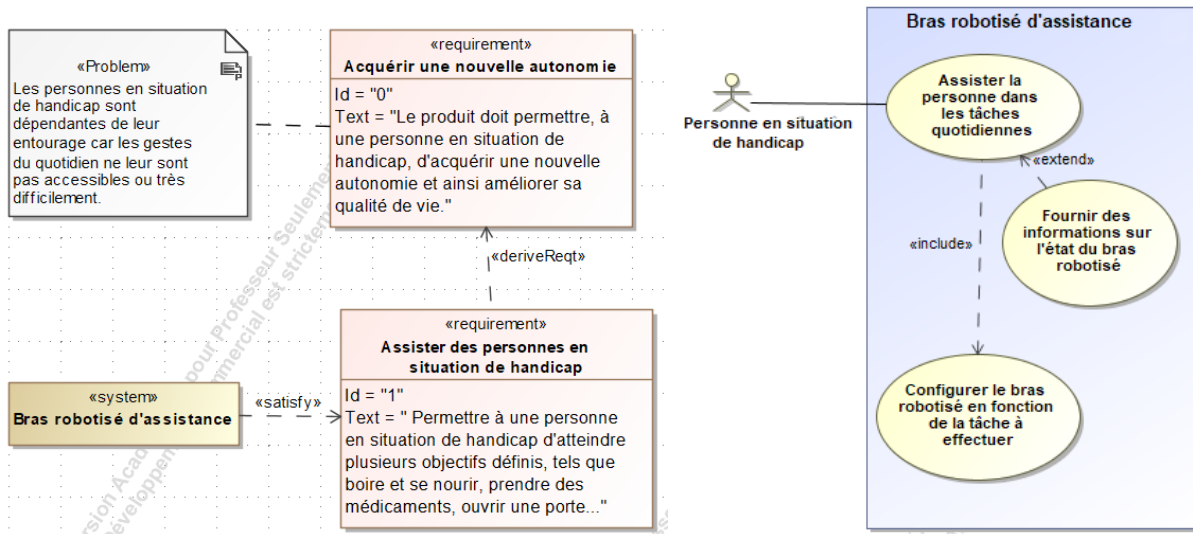 «Problem»
Les personnes en situation
de handicap sont
dépendantes de leur
entourage car les gestes
du quotidien ne leur sont
pas accessibles ou très
difficilement.
«requirement»
Acquérir une nouvelle autonomie
Id = "0"
Text = "Le produit doit permettre, à
une personne en situation de
handicap, d'acquérir une nouvelle
autonomie et ainsi améliorer sa
qualité de vie."
«deriveReqt»
«requirement»
Assister des personnes en
situation de handicap
Id = "1"
Text = " Permettre à une personne
en situation de handicap d'atteindre
plusieurs objectifs définis, tels que
boire et se nourir, prendre des
médicaments, ouvrir une porte..."
«system»
Bras robotisé d'assistance
«satisfy»
Bras robotisé d'assistance
Personne en situation
de handicap
Assister la
personne dans
les tâches
quotidiennes
«extend»
Fournir des
informations sur
l'état du bras
robotisé
«include»
Configurer le bras
robotisé en fonction
de la tâche à
effectuer
pour Professeur Seulement